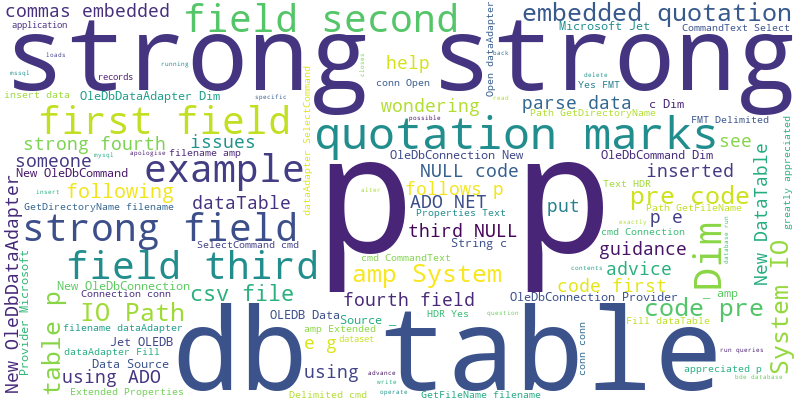 commas embedded
field second
embedded quotation
application
strong strong
Microsoft Jet
CommandText Select
loads
running
closes
back
mssql
records
help
conn Open
Open dataAdapter
delete
Yes FMT
insert data
OleDbDataAdapter Dim
specific
wondering
read
parse data
c Dim
first field
possible
Path GetDirectoryName
FMT Delimited
quotation marks
strong fourth
issues
see
someone
apologise
filename amp
OleDbConnection New
OleDbCommand Dim
mysql
New OleDbCommand
example
NULL code
inserted
dataAdapter SelectCommand
following
dataTable
follows p
Text HDR
pre code
insert
ADO NET
alter
put
Path GetFileName
GetDirectoryName filename
Properties Text
p e
New DataTable
greatly appreciated
strong field
p p
third NULL
cmd Connection
String c
exactly
guidance
Dim
database run
SelectCommand cmd
field third
cmd CommandText
contents
advice
System IO
New OleDbDataAdapter
Provider Microsoft
New OleDbConnection
amp System
code first
Connection conn
csv file
fourth field
OleDbConnection Provider
_ amp
table p
IO Path
db table
OLEDB Data
Source _
HDR Yes
code pre
Fill dataTable
filename dataAdapter
amp Extended
question
Jet OLEDB
e g
dataset
conn conn
dataAdapter Fill
run queries
Data Source
appreciated p
using ADO
using
advance
write
operate
bde database
Extended Properties
Delimited cmd
GetFileName filename